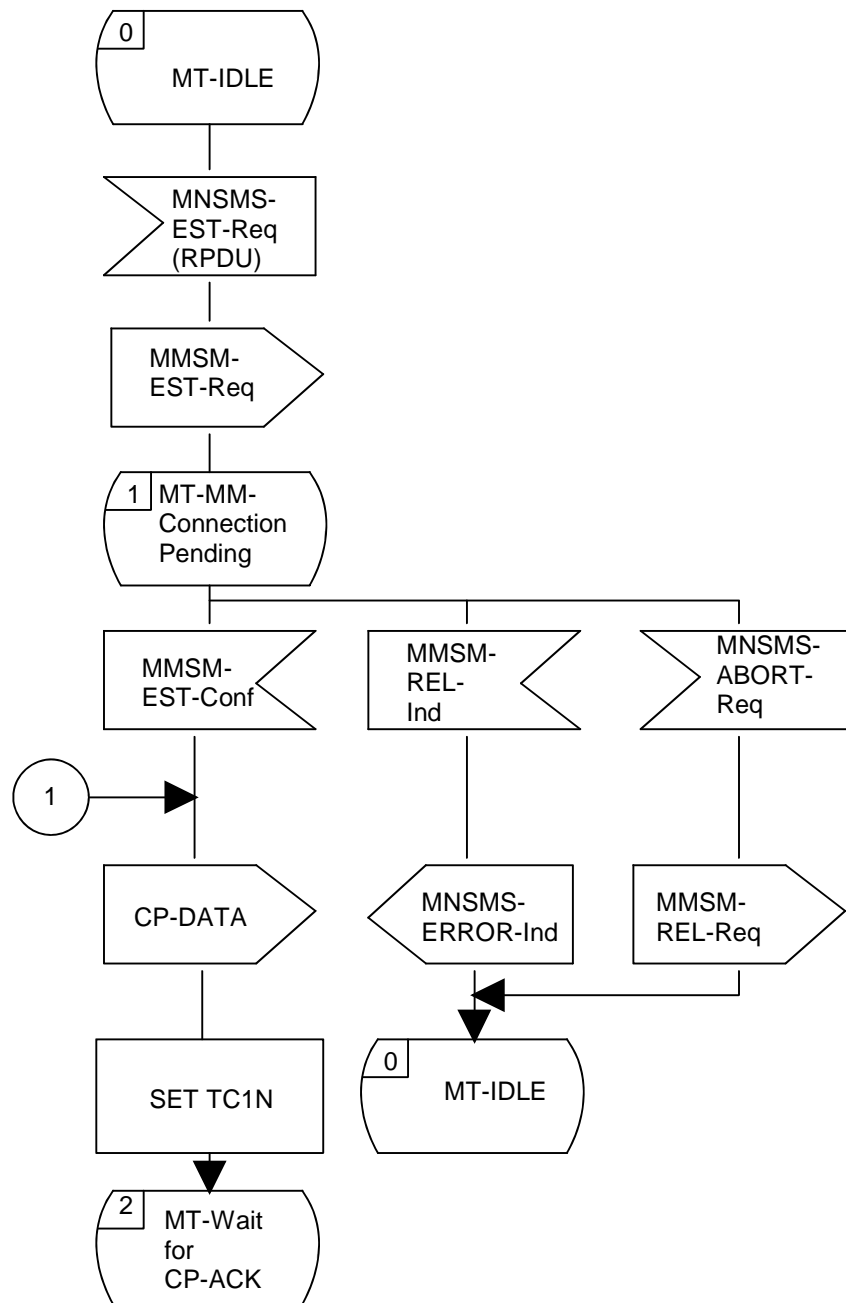 0
MT-IDLE
MNSMS-
EST-Req
(RPDU)
MMSM-
EST-Req
1
MT-MM-
Connection
Pending
MMSM-
EST-Conf
MMSM-
REL-
Ind
MNSMS-
ABORT-
Req
1
CP-DATA
MNSMS-
ERROR-Ind
MMSM-
REL-Req
SET TC1N
0
MT-IDLE
2
MT-Wait
for
CP-ACK